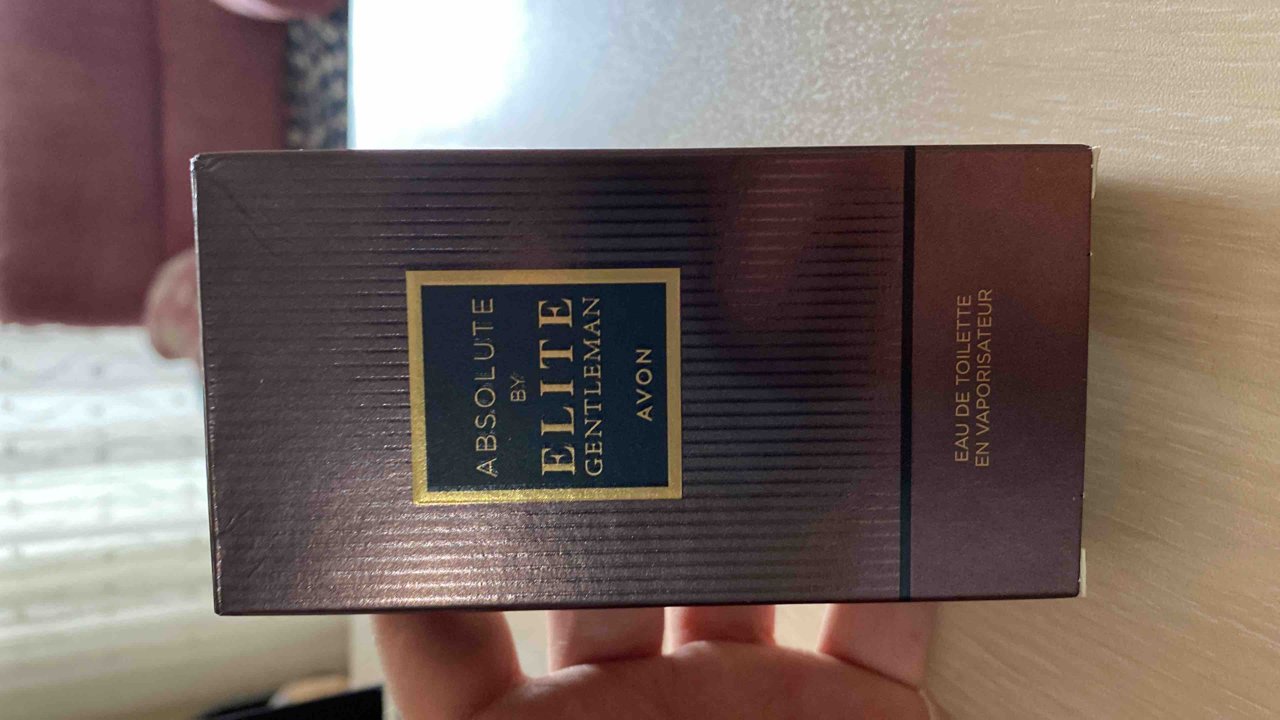 ABSOLUTE
BY
ELITE
GENTLEMAN
AVON
EAU DE TOILETTE
EN VAPORISATEUR